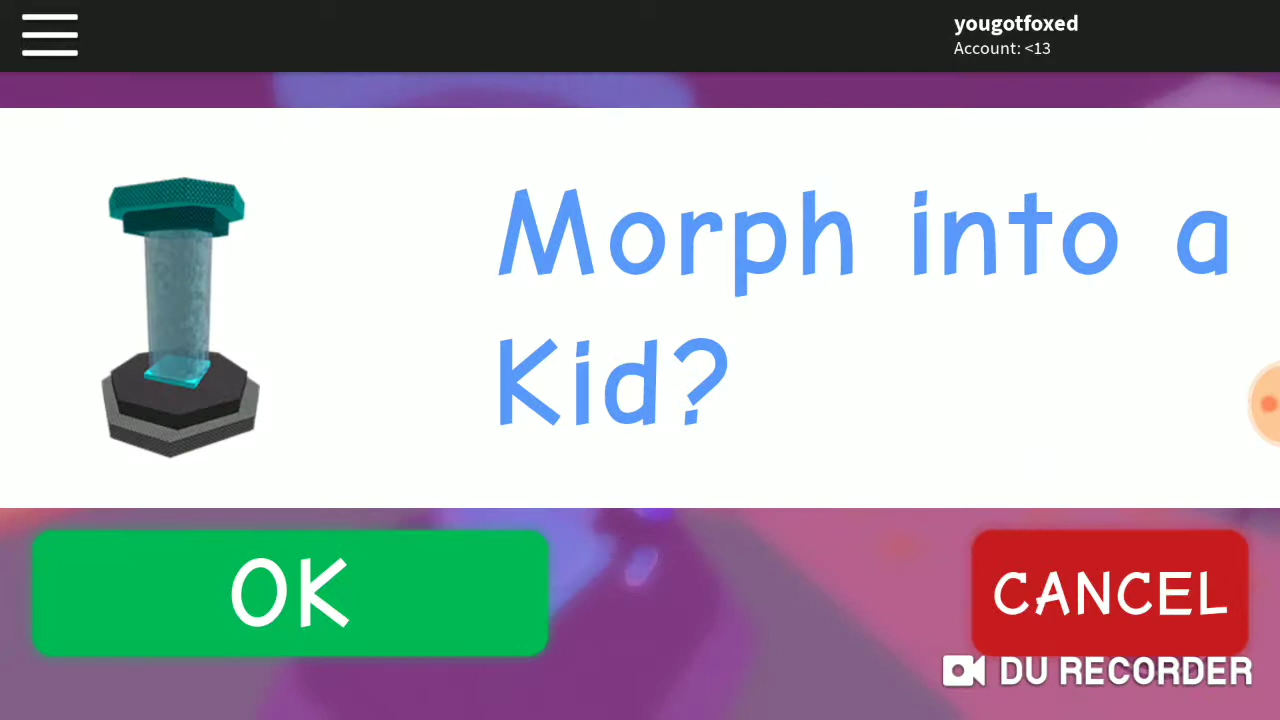 yougotfoxed
Account: <13
Morph into a
Kid?
OK
CANCEL
DU RECORDER